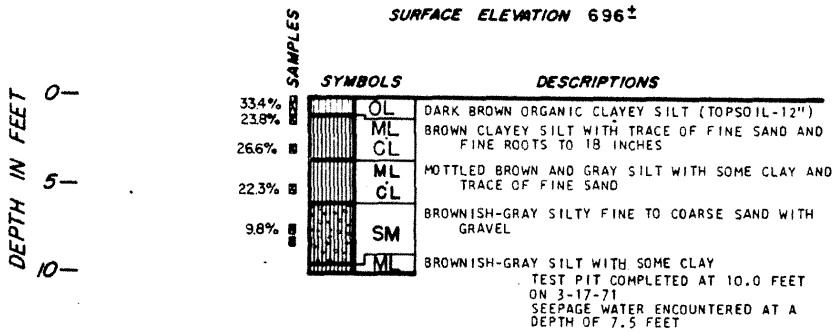 SURFACE ELEVATION 696±
SAMPLES
SYMBOLS DESCRIPTIONS
DEPTH IN FEET
0
5
10
33.4%
23.8%
26.6%
22.3%
9.8%
OL DARK BROWN ORGANIC CLAYEY SILT (TOPSOIL-12")
ML BROWN CLAYEY SILT WITH TRACE OF FINE SAND AND
CL FINE ROOTS TO 18 INCHES
ML MOTTLED BROWN AND GRAY SILT WITH SOME CLAY AND
CL TRACE OF FINE SAND
BROWNISH-GRAY SILTY FINE TO COARSE SAND WITH
SM GRAVEL
ML BROWNISH-GRAY SILT WITH SOME CLAY
TEST PIT COMPLETED AT 10.0 FEET
ON 3-17-71
SEEPAGE WATER ENCOUNTERED AT A
DEPTH OF 7.5 FEET